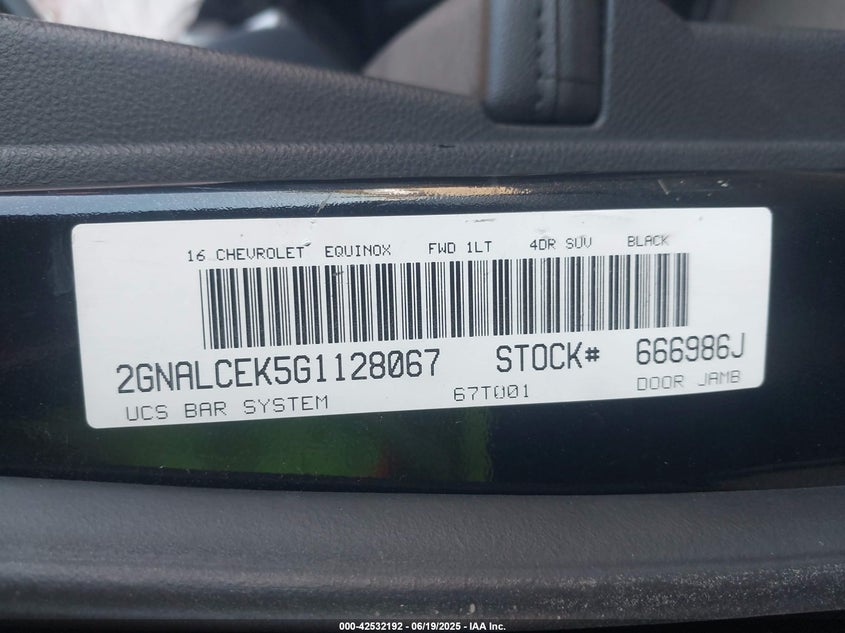 16 CHEVROLET EQUINOX FWD 1LT 4DR SUV BLACK
2GNALCEK5G1128067 STOCK# 666986J
UCS BAR SYSTEM 67T001 DOOR JAMB
000-42532192 - 06/19/2025 - IAA Inc.